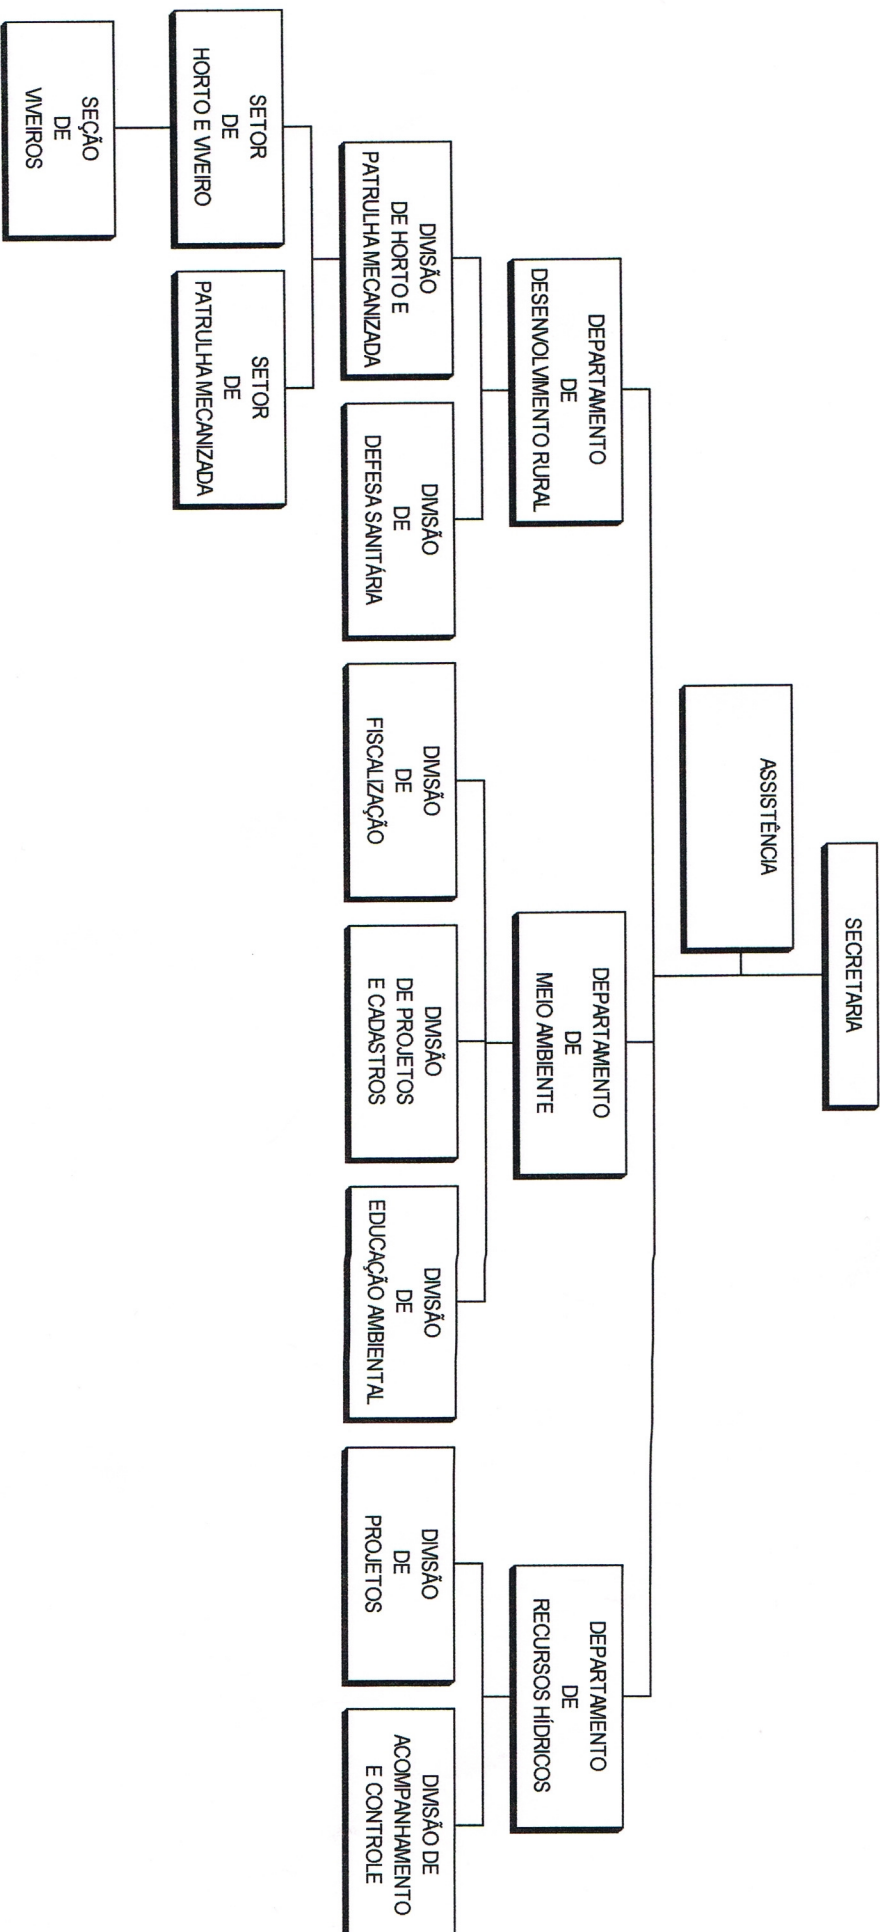 SECRETARIA
ASSISTÊNCIA
DEPARTAMENTO
DE
DESENVOLVIMENTO RURAL
DEPARTAMENTO
DE
MEIO AMBIENTE
DEPARTAMENTO
DE
RECURSOS HÍDRICOS
DIVISÃO
DE HORTO E
PATRULHA MECANIZADA
DIVISÃO
DE
DEFESA SANITÁRIA
DIVISÃO
DE
FISCALIZAÇÃO
DIVISÃO
DE PROJETOS
E CADASTROS
DIVISÃO
DE
EDUCAÇÃO AMBIENTAL
DIVISÃO
DE
PROJETOS
DIVISÃO DE
ACOMPANHAMENTO
E CONTROLE
SETOR
DE
HORTO E VIVEIRO
SETOR
DE
PATRULHA MECANIZADA
SEÇÃO
DE
VIVEIROS